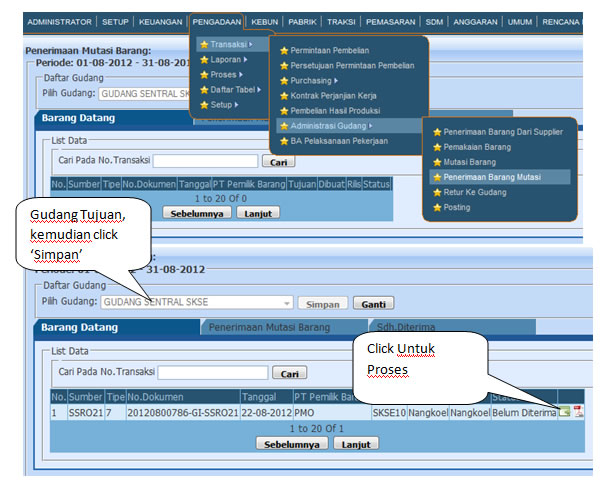 ADMINISTRATOR | SETUP | KEUANGAN | PENGADAAN | KEBUN | PABRIK | TRAKSI | PEMASARAN | SDM | ANGGARAN | UMUM | RENCANA
Penerimaan Mutasi Barang:
Periode: 01-08-2012 - 31-08-201
Daftar Gudang
Pilih Gudang: GUDANG SENTRAL SKS
Transaksi
Laporan
Proses
Daftar Tabel
Setup
Permintaan Pembelian
Persetujuan Permintaan Pembelian
Purchasing
Kontrak Perjanjian Kerja
Pembelian Hasil Produksi
Administrasi Gudang
BA Pelaksanaan Pekerjaan
Penerimaan Barang Dari Supplier
Pemakaian Barang
Mutasi Barang
Penerimaan Barang Mutasi
Retur Ke Gudang
Posting
Barang Datang
List Data
Cari Pada No.Transaksi Cari
No. Sumber Tipe No.Dokumen Tanggal PT Pemilik Barang Tujuan Dibuat Rilis Status
1 to 20 Of 0
Sebelumnya Lanjut
Gudang Tujuan,
kemudian click
‘Simpan’
31-08-2012
Daftar Gudang
Pilih Gudang: GUDANG SENTRAL SKSE Simpan Ganti
Barang Datang Penerimaan Mutasi Barang Sdh.Diterima
Click Untuk
Proses
List Data
Cari Pada No.Transaksi Cari
No. Sumber Tipe No.Dokumen Tanggal PT Pemilik Bar
1 SSRO21 7 20120800786-GI-SSRO21 22-08-2012 PMO SKSE10 Nangkoel Nangkoel Belum Diterima
1 to 20 Of 1
Sebelumnya Lanjut